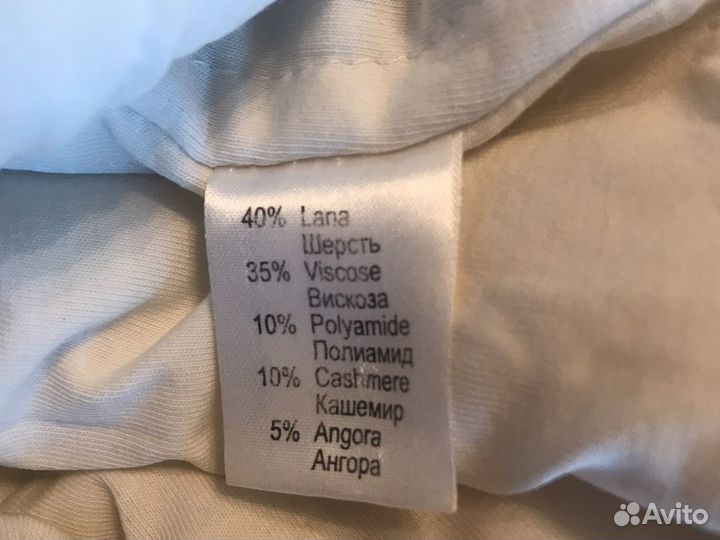 40% Lana
Шерсть
35% Viscose
Вискоза
10% Polyamide
Полиамид
10% Cashmere
Кашемир
5% Angora
Ангора
Avito